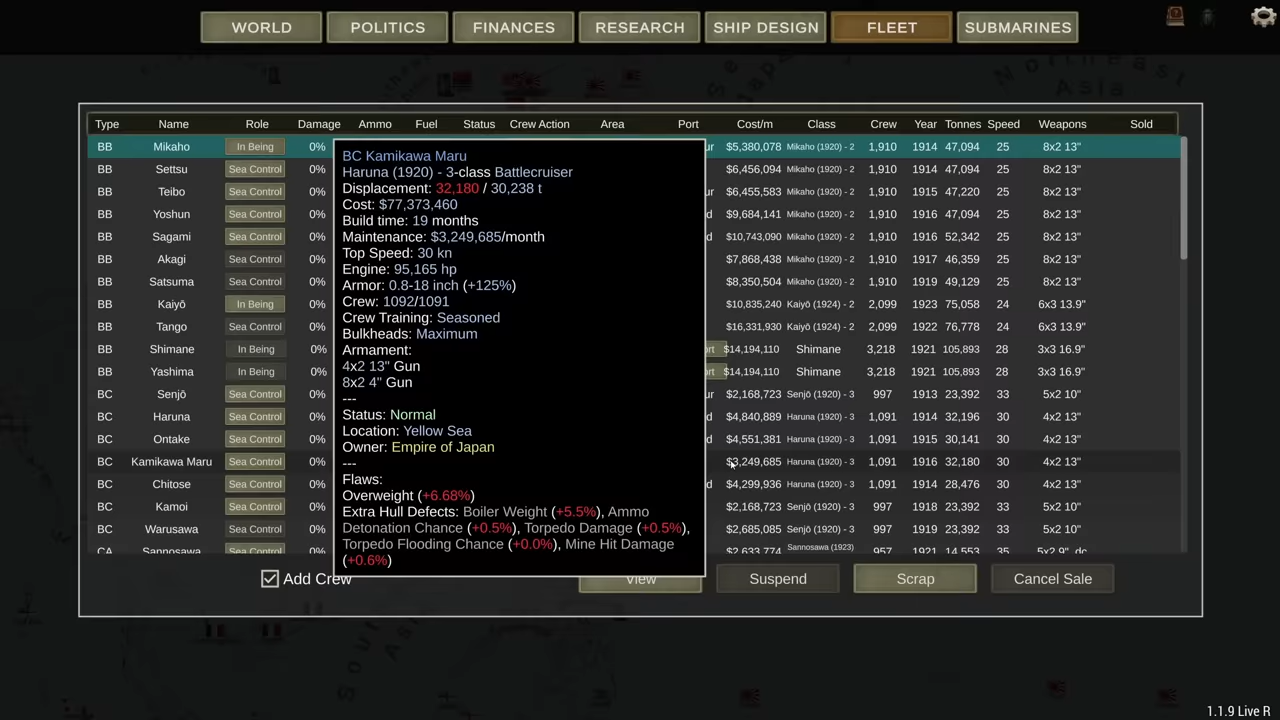 WORLD POLITICS FINANCES RESEARCH SHIP DESIGN FLEET SUBMARINES
Type Name Role Damage Ammo Fuel Status Crew Action Area Port Cost/m Class Crew Year Tonnes Speed Weapons Sold
BB Mikaho In Being 0% $5,380,078 Mikaho (1920) - 2 1,910 1914 47,094 25 8x2 13"
BB Settsu Sea Control 0% $6,456,094 Mikaho (1920) - 2 1,910 1914 47,094 25 8x2 13"
BB Teibo Sea Control 0% $6,455,583 Mikaho (1920) - 2 1,910 1915 47,220 25 8x2 13"
BB Yoshun Sea Control 0% $9,684,141 Mikaho (1920) - 2 1,910 1916 47,094 25 8x2 13"
BB Sagami Sea Control 0% $10,743,090 Mikaho (1920) - 2 1,910 1916 52,342 25 8x2 13"
BB Akagi Sea Control 0% $7,868,438 Mikaho (1920) - 2 1,910 1917 46,359 25 8x2 13"
BB Satsuma Sea Control 0% $8,350,504 Mikaho (1920) - 2 1,910 1919 49,129 25 8x2 13"
BB Kaiyō In Being 0% $10,835,240 Kaiyō (1924) - 2 2,099 1923 75,058 24 6x3 13.9"
BB Tango Sea Control 0% $16,331,930 Kaiyō (1924) - 2 2,099 1922 76,778 24 6x3 13.9"
BB Shimane In Being 0% $14,194,110 Shimane 3,218 1921 105,893 28 3x3 16.9"
BB Yashima In Being 0% $14,194,110 Shimane 3,218 1921 105,893 28 3x3 16.9"
BC Senjō Sea Control 0% $2,168,723 Senjō (1920) - 3 997 1913 23,392 33 5x2 10"
BC Haruna Sea Control 0% $4,840,889 Haruna (1920) - 3 1,091 1914 32,196 30 4x2 13"
BC Ontake Sea Control 0% $4,551,381 Haruna (1920) - 3 1,091 1915 30,141 30 4x2 13"
BC Kamikawa Maru Sea Control 0% $3,249,685 Haruna (1920) - 3 1,091 1916 32,180 30 4x2 13"
BC Chitose Sea Control 0% $4,299,936 Haruna (1920) - 3 1,091 1914 28,476 30 4x2 13"
BC Kamoi Sea Control 0% $2,168,723 Senjō (1920) - 3 997 1918 23,392 33 5x2 10"
BC Warusawa Sea Control 0% $2,685,085 Senjō (1920) - 3 997 1919 23,392 33 5x2 10"
CA Sannosawa Sea Control 0% $2,633,774 Sannosawa (1923) 957 1921 14,553 35 5x2 9", dc
BC Kamikawa Maru
Haruna (1920) - 3-class Battlecruiser
Displacement: 32,180 / 30,238 t
Cost: $77,373,460
Build time: 19 months
Maintenance: $3,249,685/month
Top Speed: 30 kn
Engine: 95,165 hp
Armor: 0.8-18 inch (+125%)
Crew: 1092/1091
Crew Training: Seasoned
Bulkheads: Maximum
Armament:
4x2 13" Gun
8x2 4" Gun
---
Status: Normal
Location: Yellow Sea
Owner: Empire of Japan
---
Flaws:
Overweight (+6.68%)
Extra Hull Defects: Boiler Weight (+5.5%), Ammo
Detonation Chance (+0.5%), Torpedo Damage (+0.5%),
Torpedo Flooding Chance (+0.0%), Mine Hit Damage
(+0.6%)
Add Crew View Suspend Scrap Cancel Sale
1.1.9 Live R